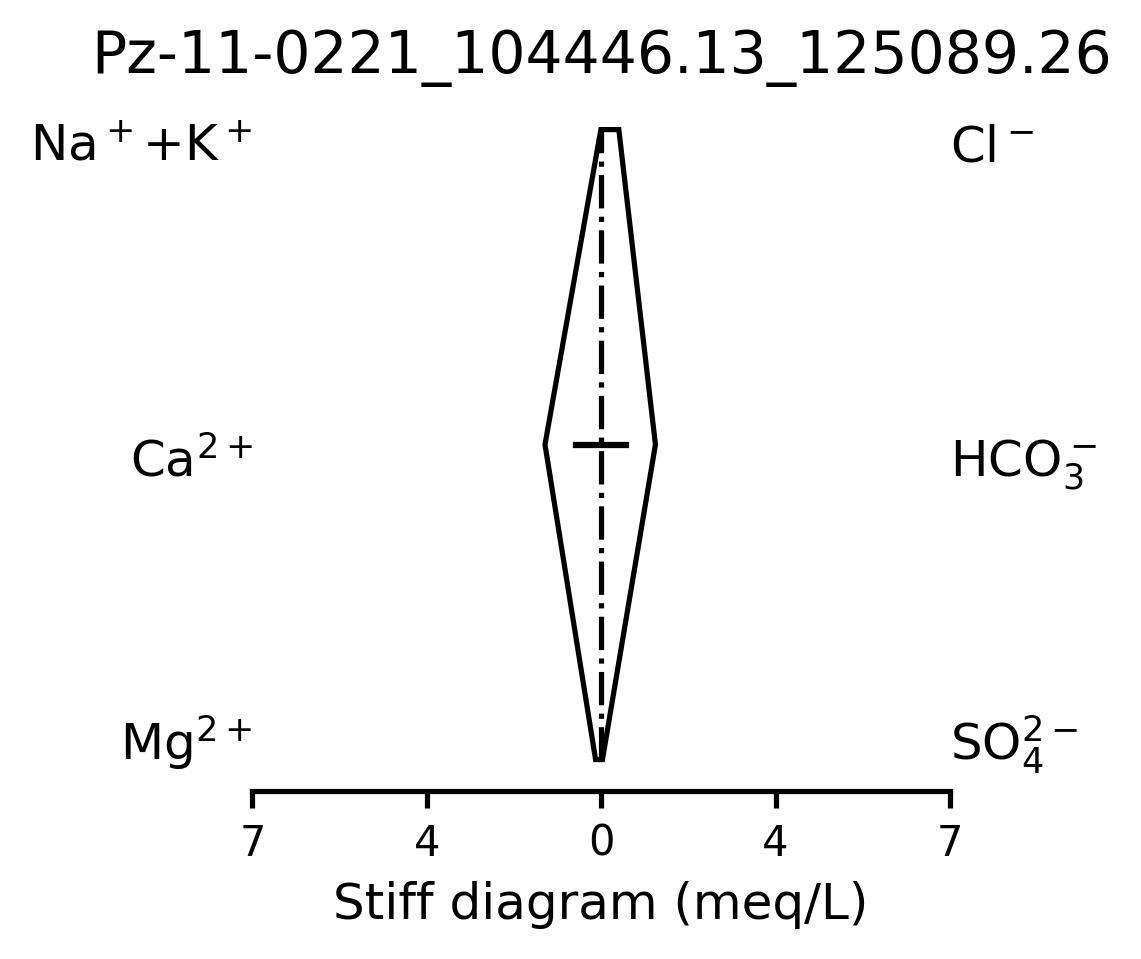 Pz-11-0221_104446.13_125089.26
Na⁺+K⁺ Cl⁻
Ca²⁺ HCO₃⁻
Mg²⁺ SO₄²⁻
7 4 0 4 7
Stiff diagram (meq/L)